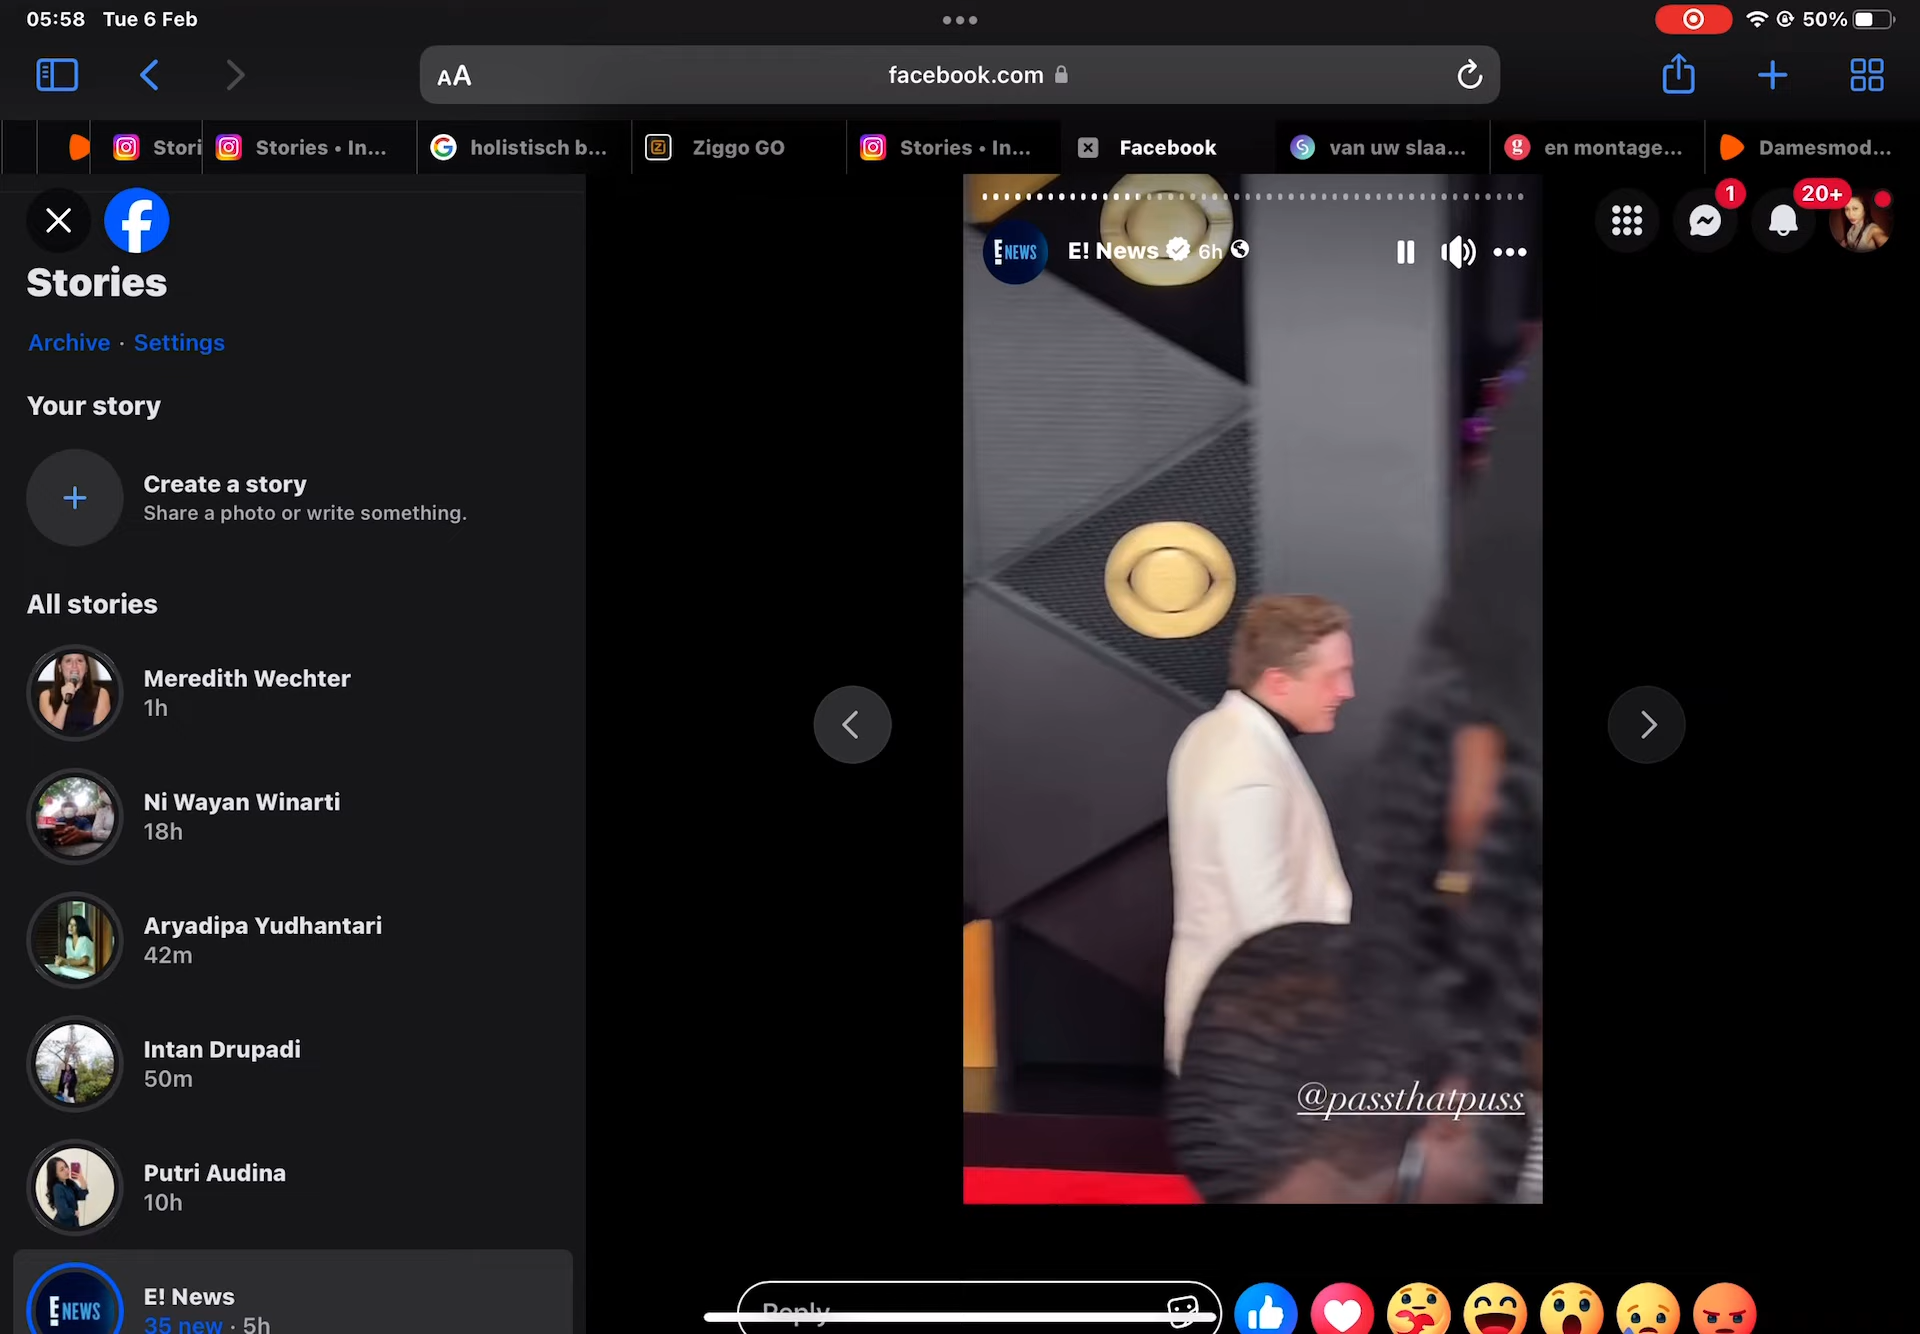 05:58 Tue 6 Feb
50%
AA
facebook.com
Stori
Stories • In...
holistisch b...
Ziggo GO
Stories • In...
Facebook
van uw slaa...
en montage...
Damesmod...
Stories
Archive · Settings
Your story
Create a story
Share a photo or write something.
All stories
Meredith Wechter
1h
Ni Wayan Winarti
18h
Aryadipa Yudhantari
42m
Intan Drupadi
50m
Putri Audina
10h
E! NEWS
E! News
35 new · 5h
E! NEWS
E! News 6h
1
20+
@passthatpuss
Reply